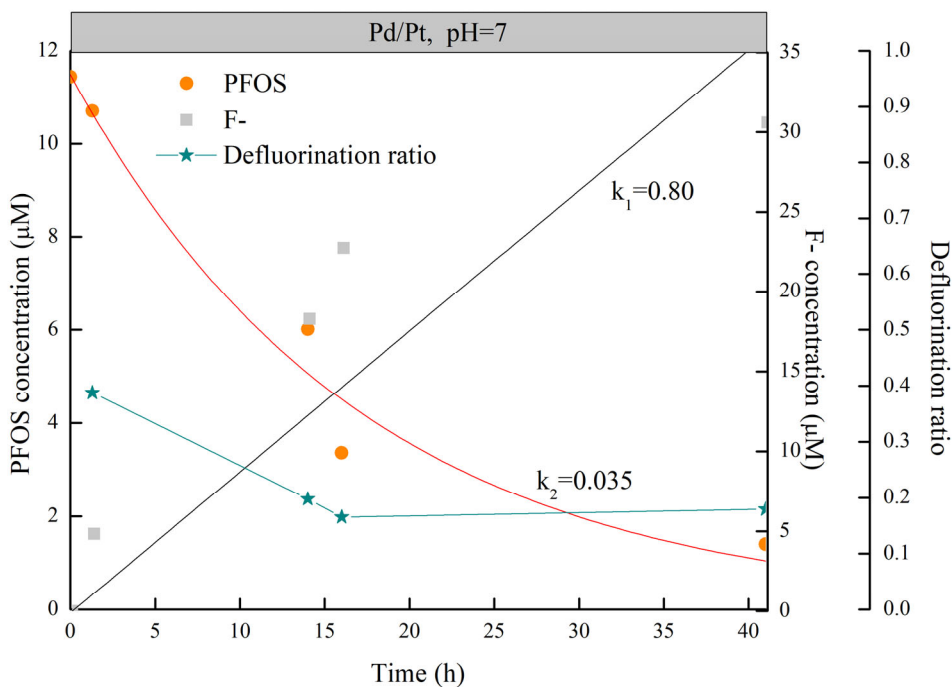 Pd/Pt, pH=7
PFOS
F-
Defluorination ratio
k₁=0.80
k₂=0.035
PFOS concentration (μM)
12
10
8
6
4
2
0
F- concentration (μM)
35
30
25
20
15
10
5
0
Defluorination ratio
1.0
0.9
0.8
0.7
0.6
0.5
0.4
0.3
0.2
0.1
0.0
0 5 10 15 20 25 30 35 40
Time (h)